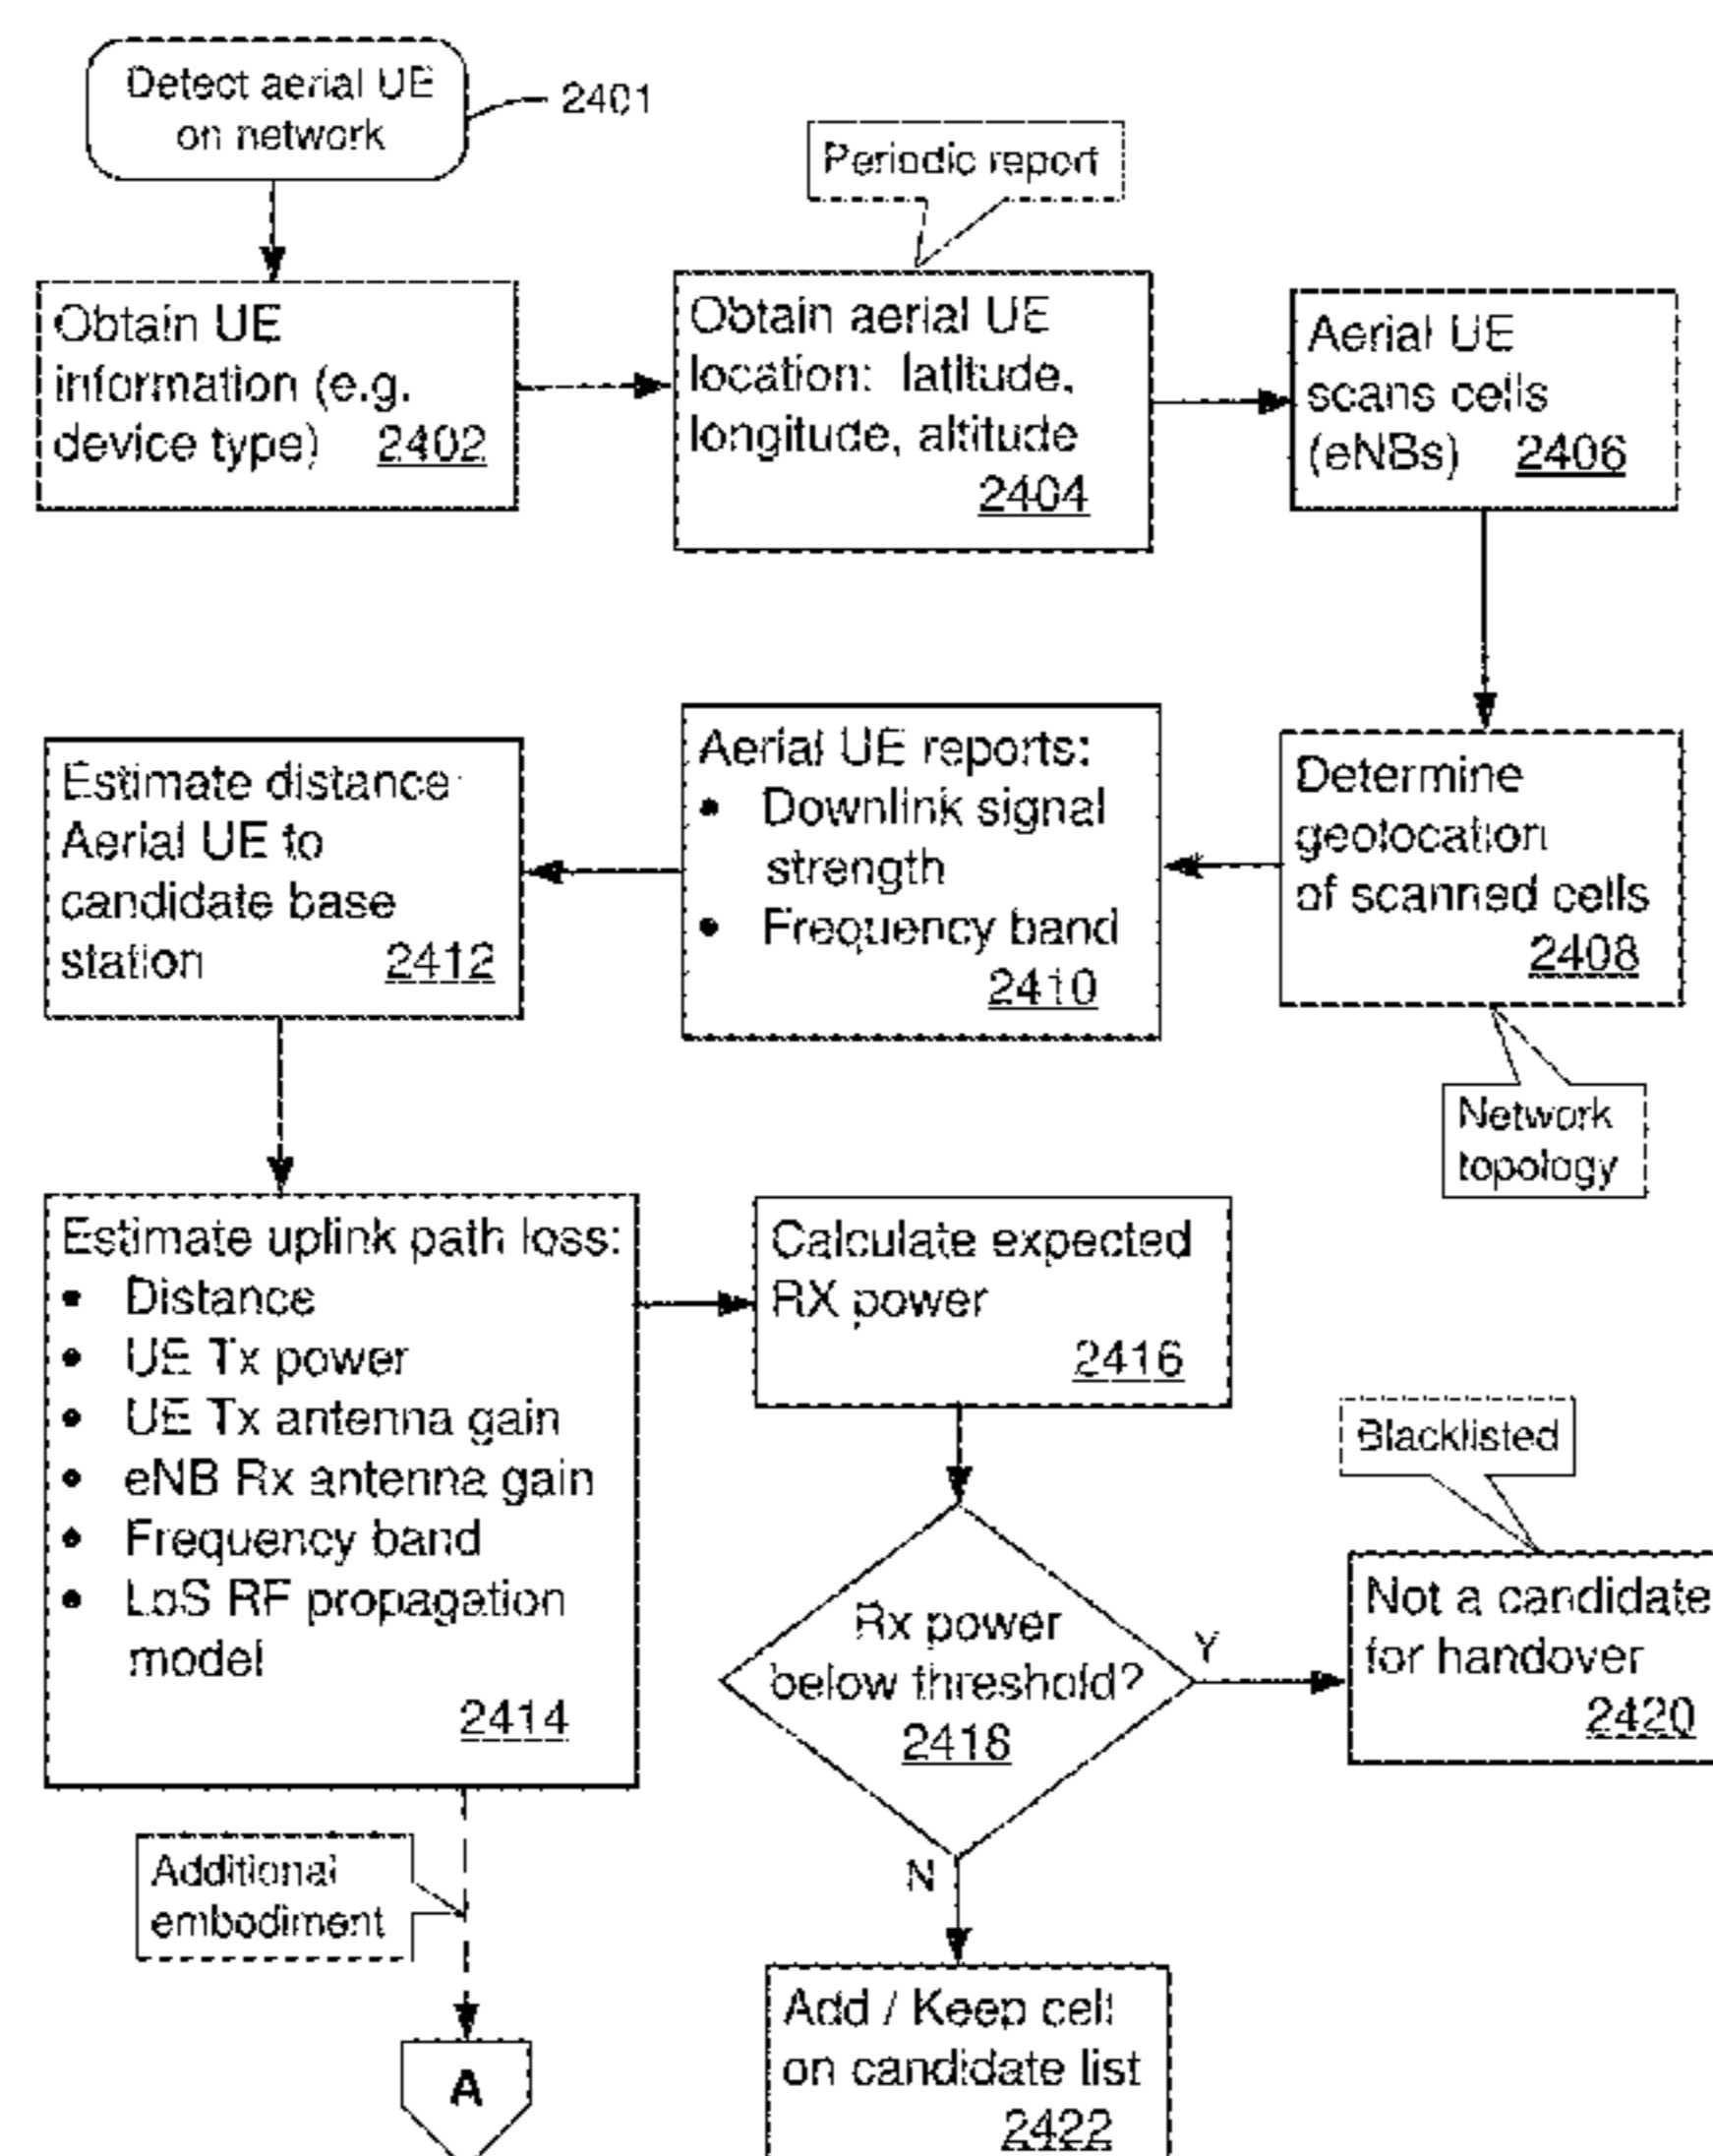 Detect aerial UE
on network
2401
Periodic report
Obtain UE
information (e.g.
device type) 2402
Obtain aerial UE
location: latitude,
longitude, altitude
2404
Aerial UE
scans cells
(eNBs) 2406
Estimate distance
Aerial UE to
candidate base
station 2412
Aerial UE reports:
• Downlink signal
strength
• Frequency band
2410
Determine
geolocation
of scanned cells
2408
Network
topology
Estimate uplink path loss:
• Distance
• UE Tx power
• UE Tx antenna gain
• eNB Rx antenna gain
• Frequency band
• LoS RF propagation
model
2414
Calculate expected
RX power
2416
Blacklisted
Rx power
below threshold?
2418
Y
Not a candidate
for handover
2420
N
Additional
embodiment
A
Add / Keep cell
on candidate list
2422